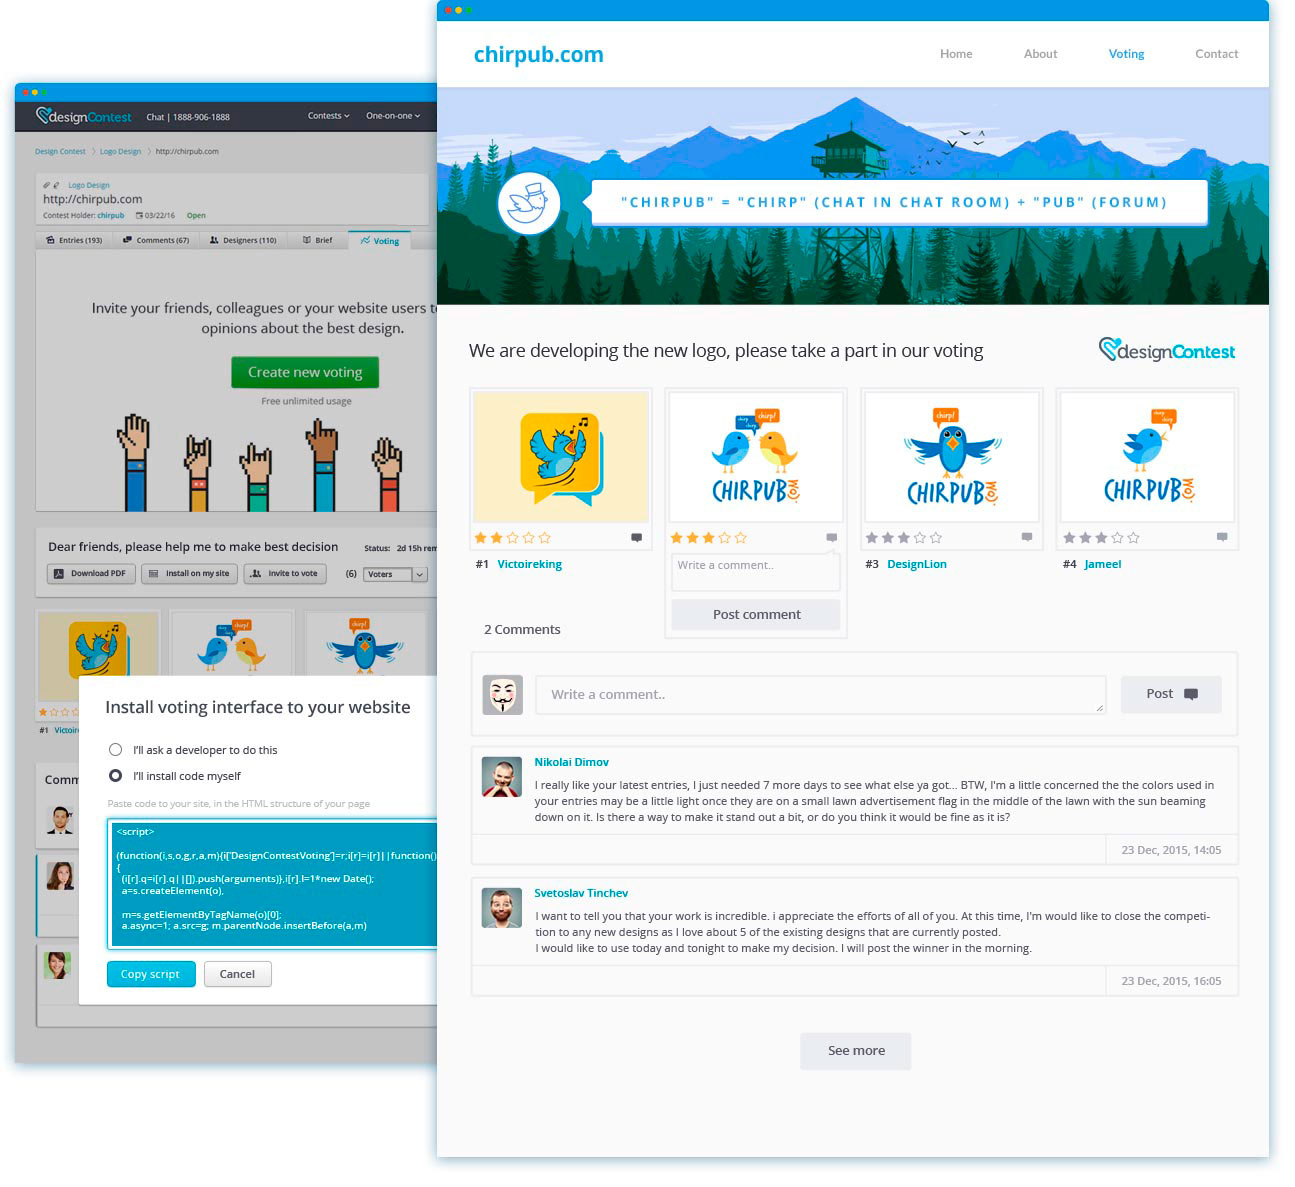 designContest
Chat | 1888-906-1888
Contests
One-on-one
Design Contest
Logo Design
http://chirpub.com
Logo Design
http://chirpub.com
Contest Holder: chirpub
03/22/16
Open
Entries (193)
Comments (67)
Designers (110)
Brief
Voting
Invite your friends, colleagues or your website users t
opinions about the best design.
Create new voting
Free unlimited usage
Dear friends, please help me to make best decision
Status: 2d 15h rem
Download PDF
Install on my site
Invite to vote
(6)
Voters
chirp!
chirp!
#1 Victoir
Comm
Install voting interface to your website
I'll ask a developer to do this
I'll install code myself
Paste code to your site, in the HTML structure of your page
<script>
(function(i,s,o,g,r,a,m){i['DesignContestVoting']=r;i[r]=i[r]||function()
{
(i[r].q=i[r].q||[]).push(arguments)},i[r].l=1*new Date();
a=s.createElement(o),
m=s.getElementByTagName(o)[0];
a.async=1; a.src=g; m.parentNode.insertBefore(a,m)
Copy script
Cancel
chirpub.com
Home
About
Voting
Contact
"CHIRPUB" = "CHIRP" (CHAT IN CHAT ROOM) + "PUB" (FORUM)
We are developing the new logo, please take a part in our voting
designContest
chirp
chirp
chirp!
CHIRPUB.COM
chirp!
CHIRPUB.COM
chirp
chirp!
CHIRPUB.COM
#1 Victoireking
Write a comment..
Post comment
#3 DesignLion
#4 Jameel
2 Comments
Write a comment..
Post
Nikolai Dimov
I really like your latest entries, I just needed 7 more days to see what else ya got... BTW, I'm a little concerned the the colors used in
your entries may be a little light once they are on a small lawn advertisement flag in the middle of the lawn with the sun beaming
down on it. Is there a way to make it stand out a bit, or do you think it would be fine as it is?
23 Dec, 2015, 14:05
Svetoslav Tinchev
I want to tell you that your work is incredible. i appreciate the efforts of all of you. At this time, I'm would like to close the competi-
tion to any new designs as I love about 5 of the existing designs that are currently posted.
I would like to use today and tonight to make my decision. I will post the winner in the morning.
23 Dec, 2015, 16:05
See more